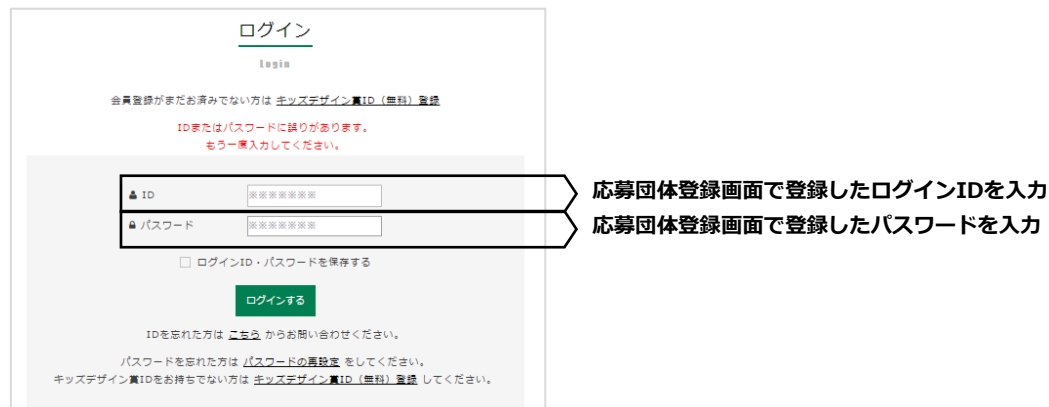 ログイン
Login
会員登録がまだお済みでない方は キッズデザイン賞ID（無料）登録
IDまたはパスワードに誤りがあります。
もう一度入力してください。
ID ※※※※※※※
応募団体登録画面で登録したログインIDを入力
パスワード ※※※※※※※
応募団体登録画面で登録したパスワードを入力
ログインID・パスワードを保存する
ログインする
IDを忘れた方は こちら からお問い合わせください。
パスワードを忘れた方は パスワードの再設定 をしてください。
キッズデザイン賞IDをお持ちでない方は キッズデザイン賞ID（無料）登録 してください。